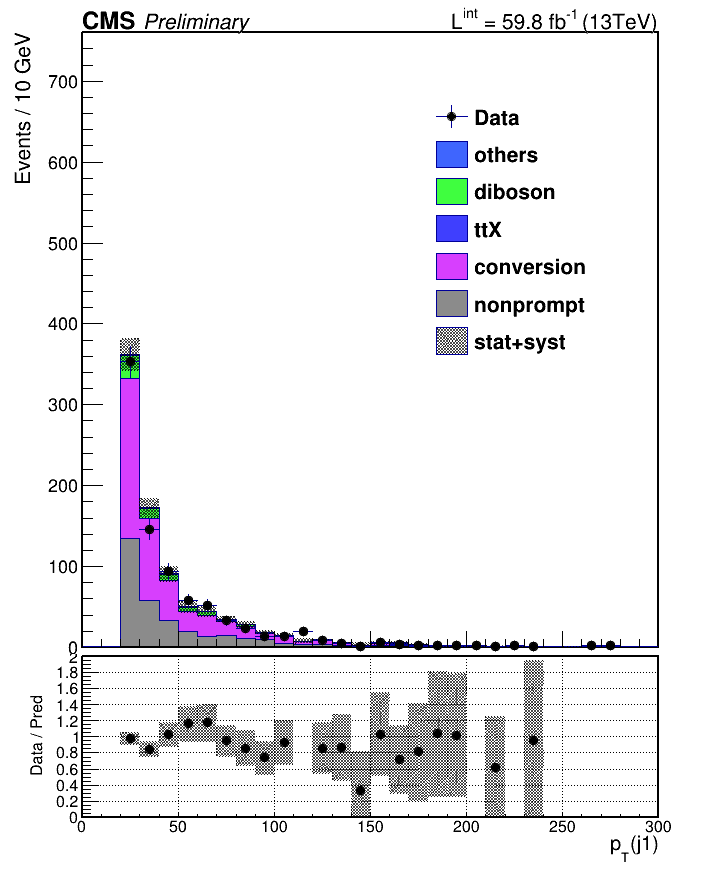 CMS Preliminary L^int = 59.8 fb^-1 (13TeV)
Events / 10 GeV
700
600
500
400
300
200
100
0
Data
others
diboson
ttX
conversion
nonprompt
stat+syst
Data / Pred
2
1.8
1.6
1.4
1.2
1
0.8
0.6
0.4
0.2
0
0 50 100 150 200 250 300
p_T(j1)